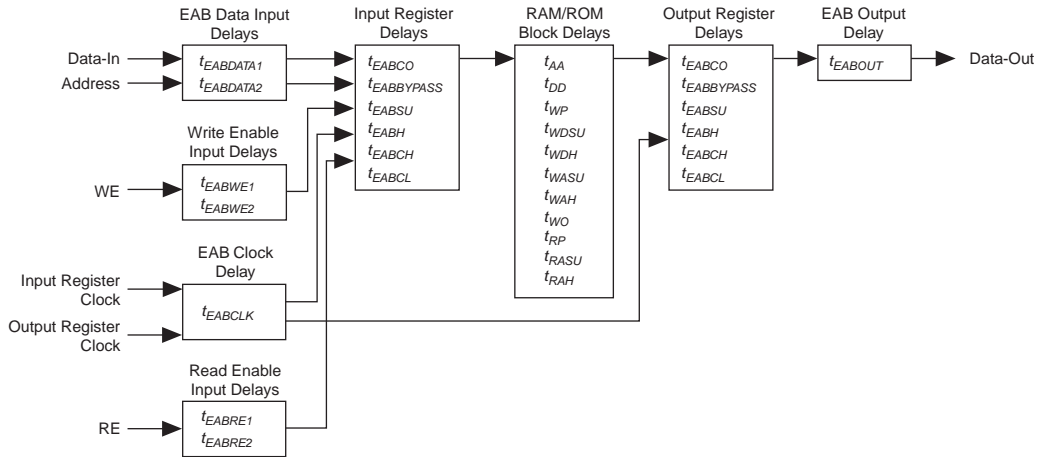 EAB Data Input
Delays
Data-In
Address
tEABDATA1
tEABDATA2
Write Enable
Input Delays
WE
tEABWE1
tEABWE2
EAB Clock
Delay
Input Register
Clock
Output Register
Clock
tEABCLK
Read Enable
Input Delays
RE
tEABRE1
tEABRE2
Input Register
Delays
tEABCO
tEABBYPASS
tEABSU
tEABH
tEABCH
tEABCL
RAM/ROM
Block Delays
tAA
tDD
tWP
tWDSU
tWDH
tWASU
tWAH
tWO
tRP
tRASU
tRAH
Output Register
Delays
tEABCO
tEABBYPASS
tEABSU
tEABH
tEABCH
tEABCL
EAB Output
Delay
tEABOUT
Data-Out